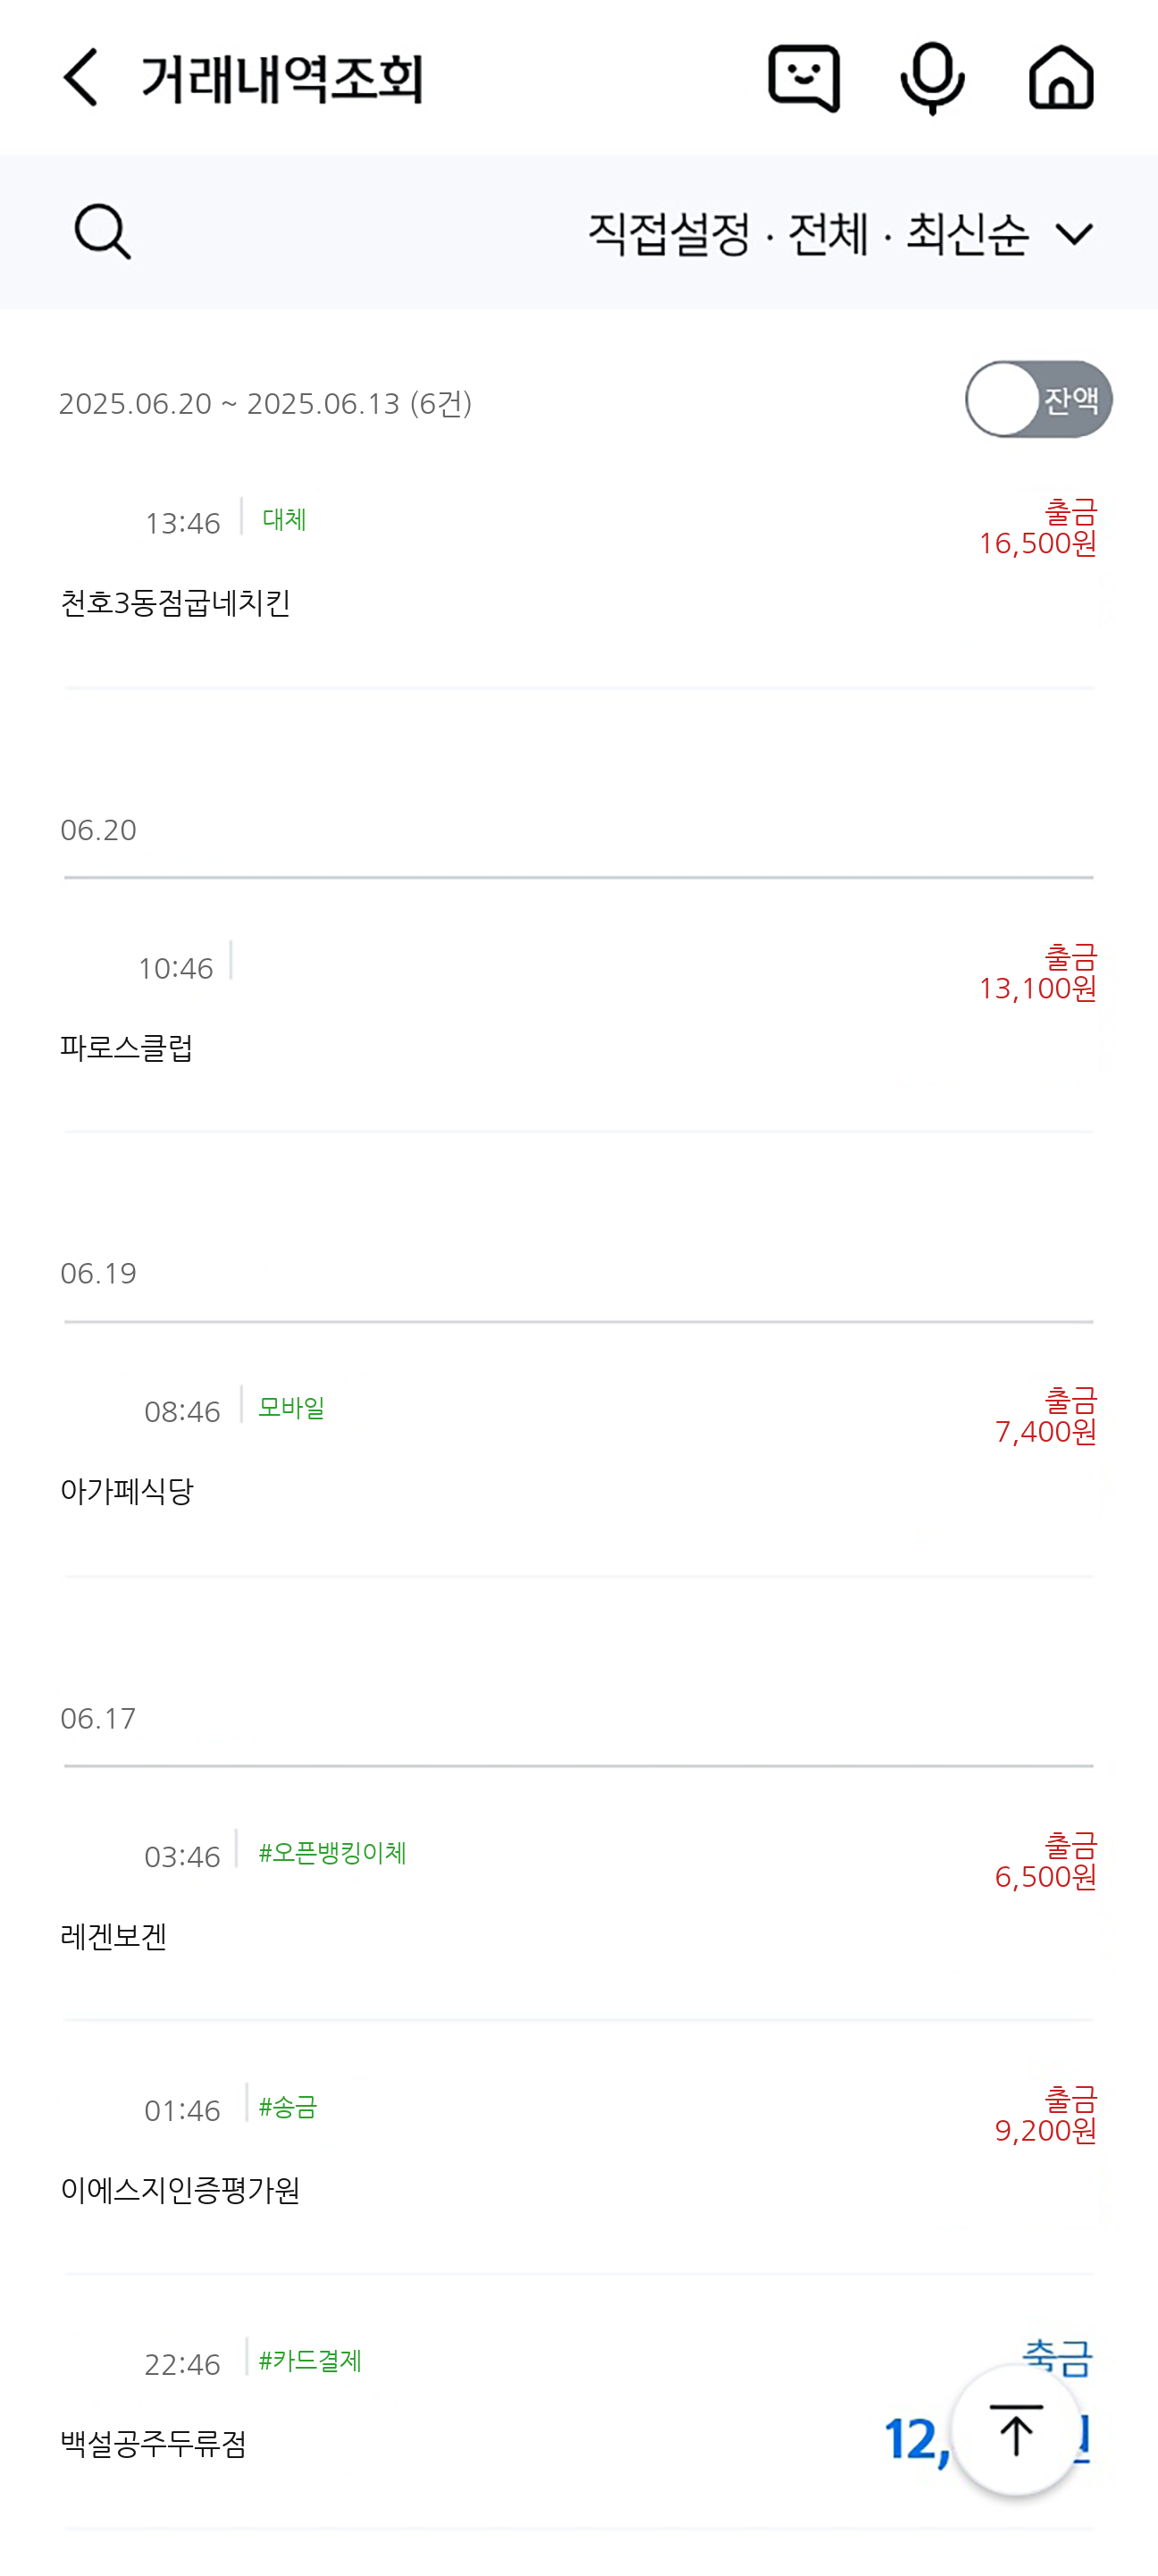 거래내역조회
직접설정 · 전체 · 최신순
2025.06.20 ~ 2025.06.13 (6건)
잔액
13:46
대체
출금
16,500원
천호3동점굽네치킨
06.20
10:46
출금
13,100원
파로스클럽
06.19
08:46
모바일
출금
7,400원
아가페식당
06.17
03:46
#오픈뱅킹이체
출금
6,500원
레겐보겐
01:46
#송금
출금
9,200원
이에스지인증평가원
22:46
#카드결제
12,
백설공주두류점